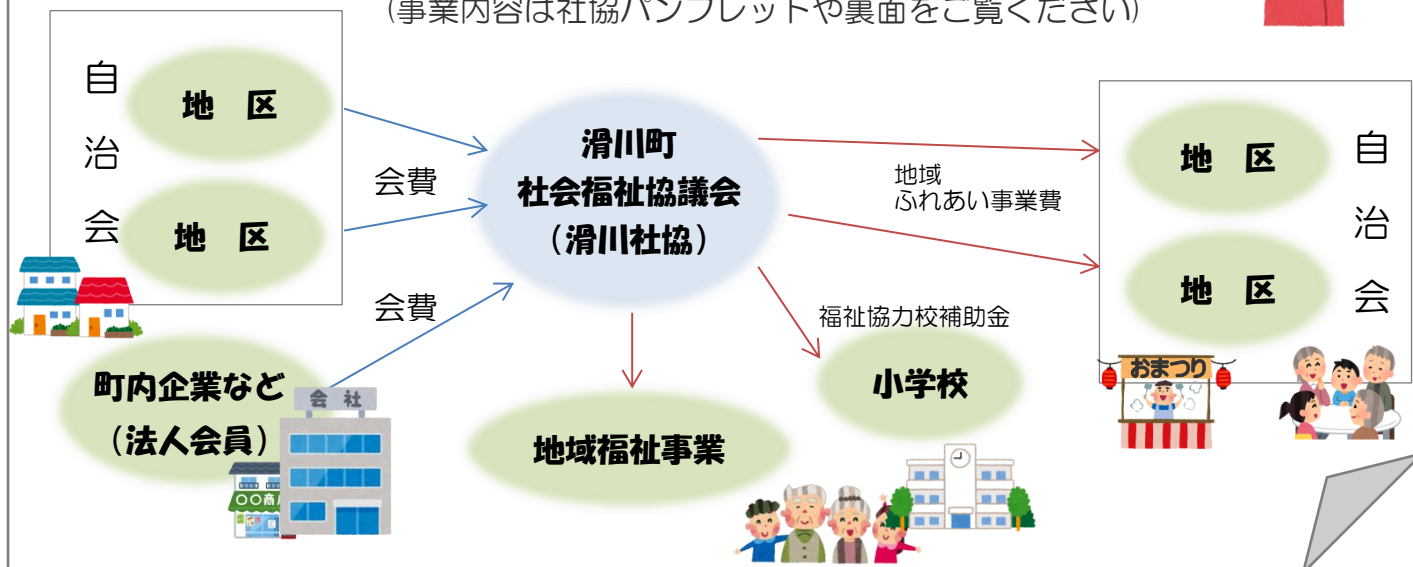 (事業内容は社協パンフレットや裏面をご覧ください)
自治会
地 区
地 区
会費
会費
町内企業など
(法人会員)
会 社
〇〇商
滑川町
社会福祉協議会
(滑川社協)
地域
ふれあい事業費
福祉協力校補助金
小学校
地域福祉事業
地 区
地 区
自治会
おまつり